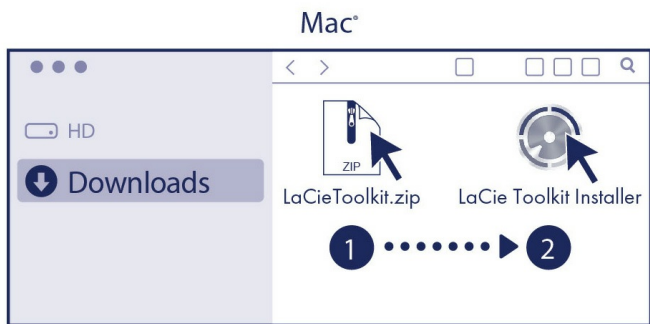 Mac®
HD
Downloads
ZIP
LaCieToolkit.zip
LaCie Toolkit Installer
1
2